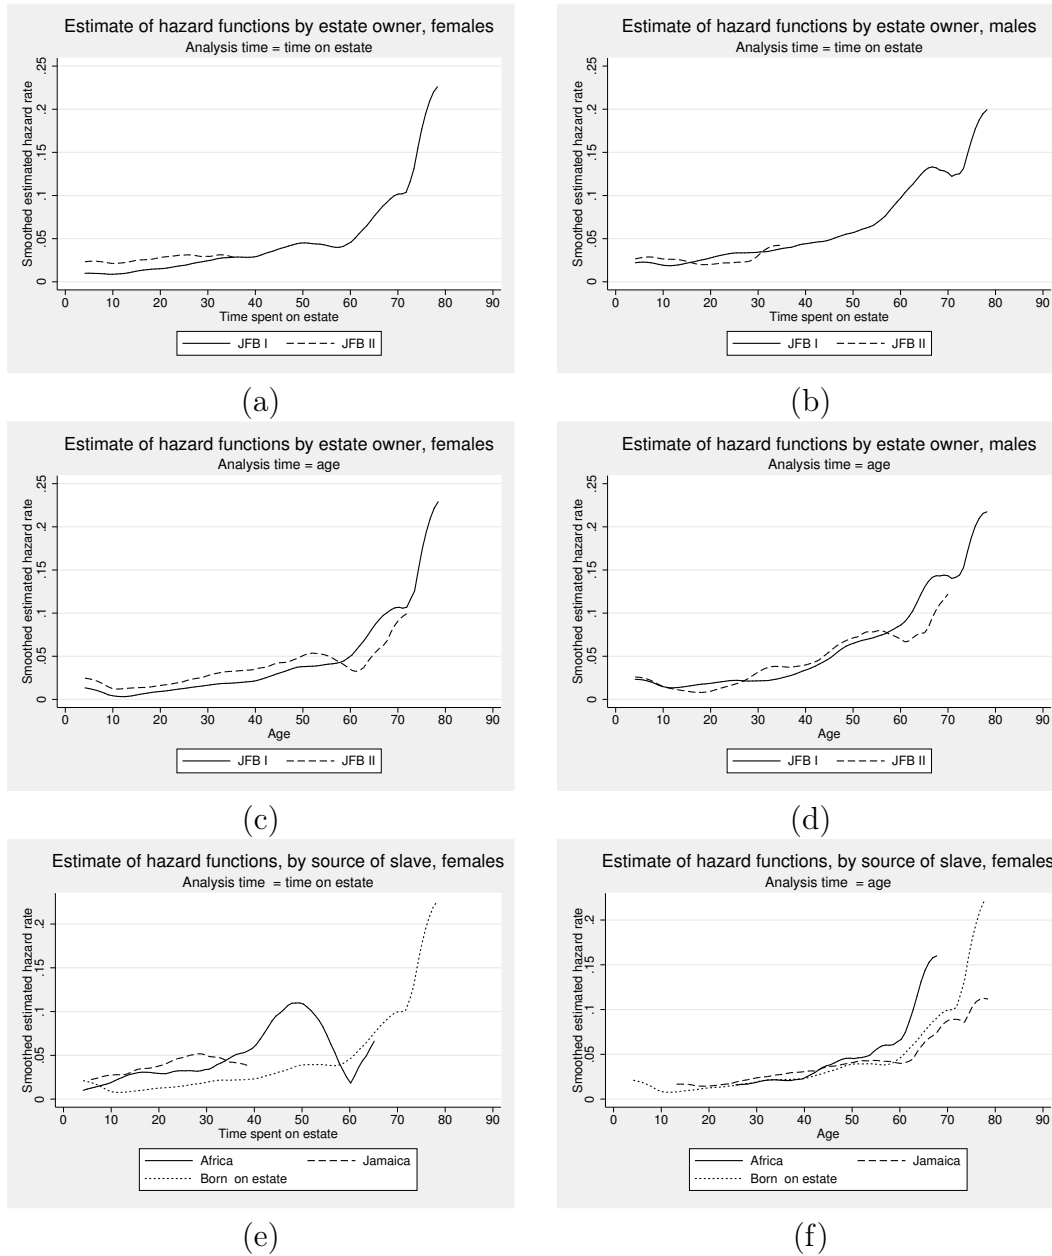 Estimate of hazard functions by estate owner, females
Analysis time = time on estate
Smoothed estimated hazard rate
.25
.2
.15
.1
.05
0
0 10 20 30 40 50 60 70 80 90
Time spent on estate
JFB I JFB II
(a)
Estimate of hazard functions by estate owner, males
Analysis time = time on estate
Smoothed estimated hazard rate
.25
.2
.15
.1
.05
0
0 10 20 30 40 50 60 70 80 90
Time spent on estate
JFB I JFB II
(b)
Estimate of hazard functions by estate owner, females
Analysis time = age
Smoothed estimated hazard rate
.25
.2
.15
.1
.05
0
0 10 20 30 40 50 60 70 80 90
Age
JFB I JFB II
(c)
Estimate of hazard functions by estate owner, males
Analysis time = age
Smoothed estimated hazard rate
.25
.2
.15
.1
.05
0
0 10 20 30 40 50 60 70 80 90
Age
JFB I JFB II
(d)
Estimate of hazard functions, by source of slave, females
Analysis time = time on estate
Smoothed estimated hazard rate
.2
.15
.1
.05
0
0 10 20 30 40 50 60 70 80 90
Time spent on estate
Africa Jamaica
Born on estate
(e)
Estimate of hazard functions, by source of slave, females
Analysis time = age
Smoothed estimated hazard rate
.2
.15
.1
.05
0
0 10 20 30 40 50 60 70 80 90
Age
Africa Jamaica
Born on estate
(f)